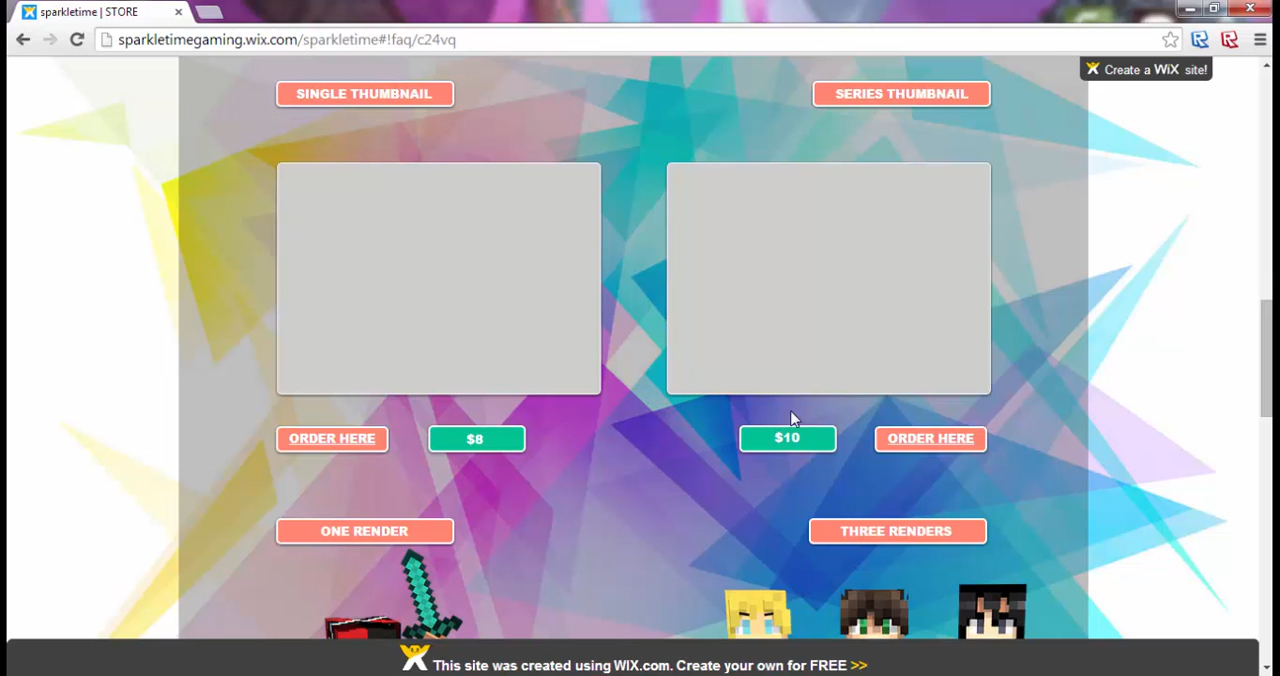 sparkletime | STORE
sparkletimegaming.wix.com/sparkletime#!faq/c24vq
Create a WiX site!
SINGLE THUMBNAIL
SERIES THUMBNAIL
ORDER HERE
$8
$10
ORDER HERE
ONE RENDER
THREE RENDERS
This site was created using WIX.com. Create your own for FREE >>